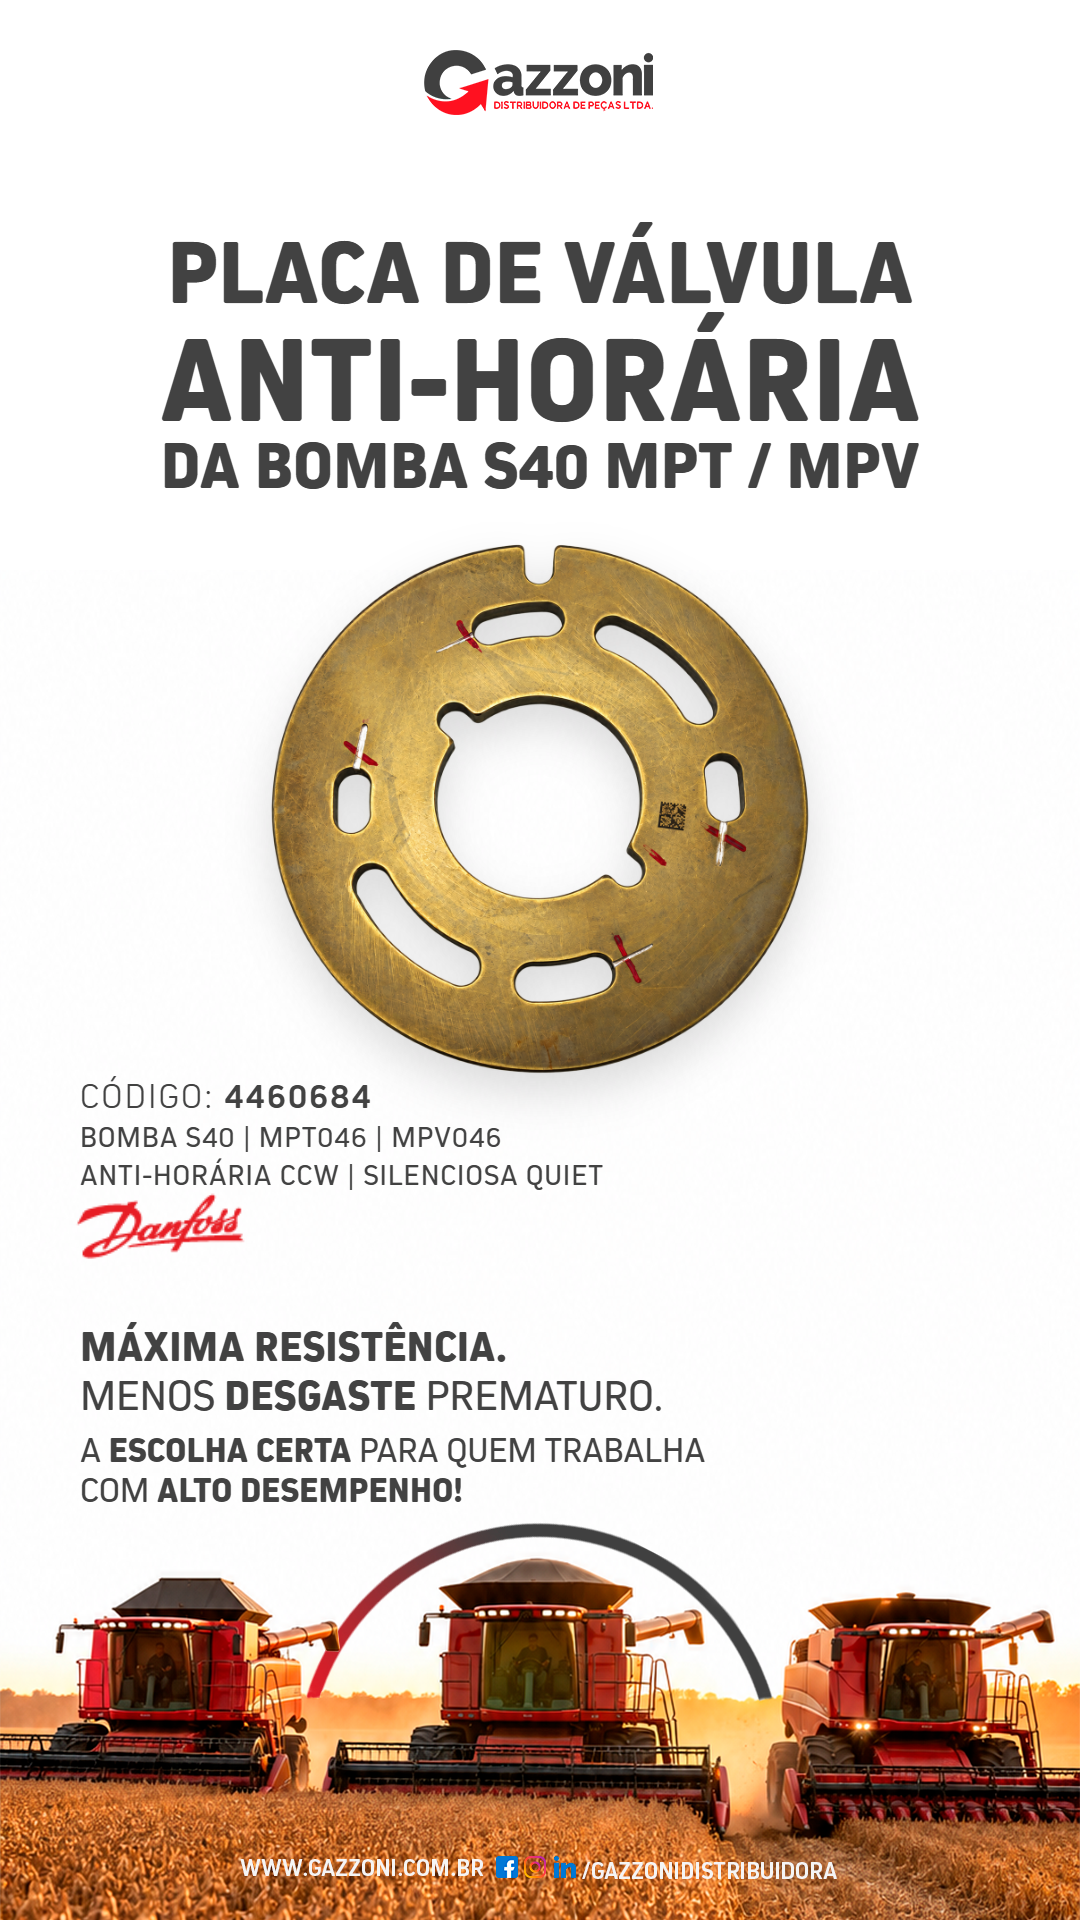 Gazzoni
DISTRIBUIDORA DE PEÇAS LTDA.
PLACA DE VÁLVULA
ANTI-HORÁRIA
DA BOMBA S40 MPT / MPV
CÓDIGO: 4460684
BOMBA S40 | MPT046 | MPV046
ANTI-HORÁRIA CCW | SILENCIOSA QUIET
Danfoss
MÁXIMA RESISTÊNCIA.
MENOS DESGASTE PREMATURO.
A ESCOLHA CERTA PARA QUEM TRABALHA
COM ALTO DESEMPENHO!
WWW.GAZZONI.COM.BR f in /GAZZONIDISTRIBUIDORA